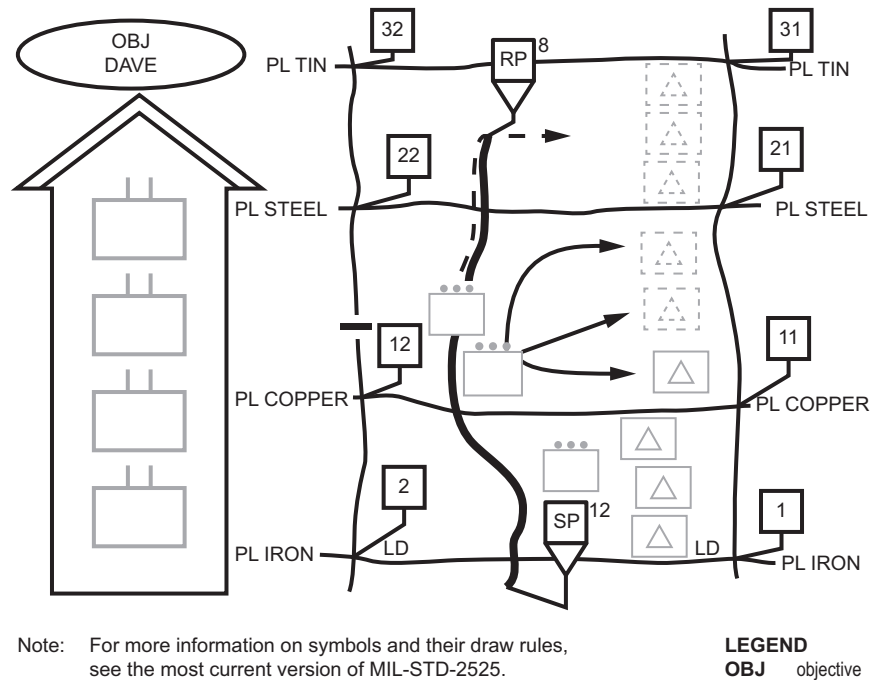 OBJ
DAVE
PL TIN
32
RP
8
31
PL TIN
22
21
PL STEEL
PL STEEL
12
11
PL COPPER
PL COPPER
2
SP
12
1
PL IRON
LD
LD
PL IRON
Note: For more information on symbols and their draw rules,
see the most current version of MIL-STD-2525.
LEGEND
OBJ objective